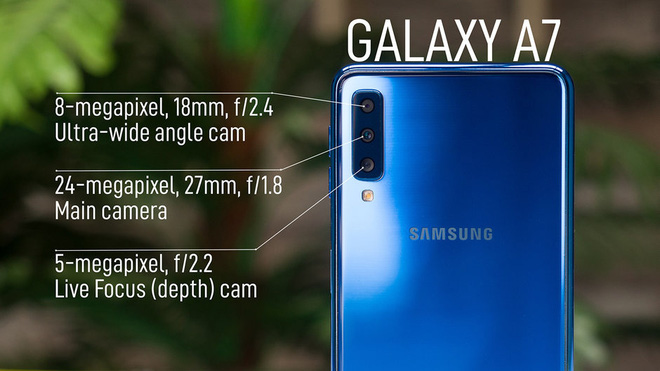 GALAXY A7
8-megapixel, 18mm, f/2.4
Ultra-wide angle cam
24-megapixel, 27mm, f/1.8
Main camera
5-megapixel, f/2.2
Live Focus (depth) cam
SAMSUNG